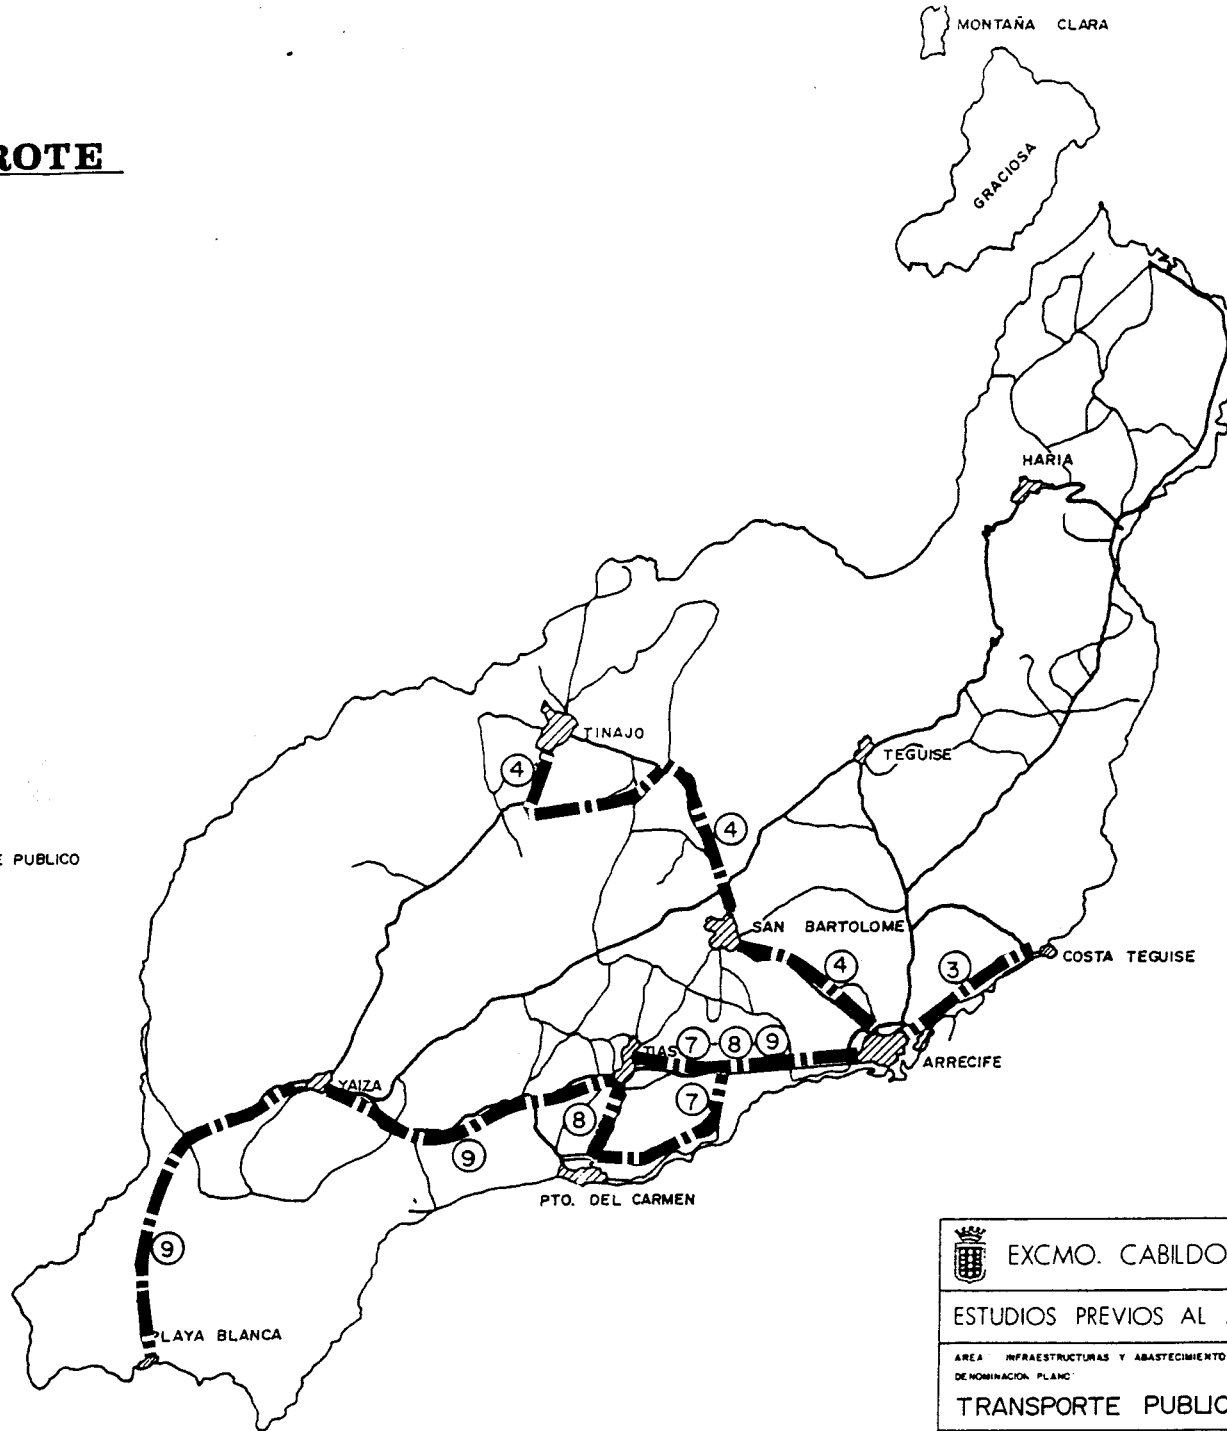 MONTAÑA CLARA
ROTE
GRACIOSA
HARIA
TINAJO
TEGUISE
4
4
E PUBLICO
SAN BARTOLOME
4
3
COSTA TEGUISE
TIAS
7
8
9
ARRECIFE
YAIZA
7
8
9
PTO. DEL CARMEN
9
PLAYA BLANCA
EXCMO. CABILDO
ESTUDIOS PREVIOS AL
AREA INFRAESTRUCTURAS Y ABASTECIMIENTO
DENOMINACION PLANO
TRANSPORTE PUBLIC